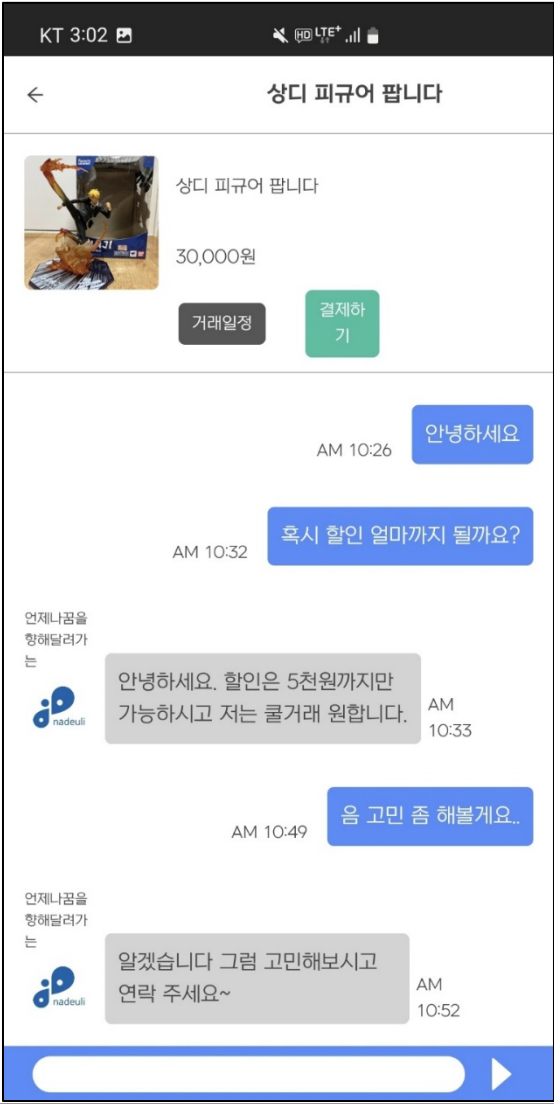 KT 3:02
HD LTE+
상디 피규어 팝니다
상디 피규어 팝니다
30,000원
거래일정
결제하
기
안녕하세요
AM 10:26
혹시 할인 얼마까지 될까요?
AM 10:32
언제나꿈을
향해달려가
는
nadeuli
안녕하세요. 할인은 5천원까지만
가능하시고 저는 쿨거래 원합니다.
AM
10:33
음 고민 좀 해볼게요..
AM 10:49
언제나꿈을
향해달려가
는
nadeuli
알겠습니다 그럼 고민해보시고
연락 주세요~
AM
10:52